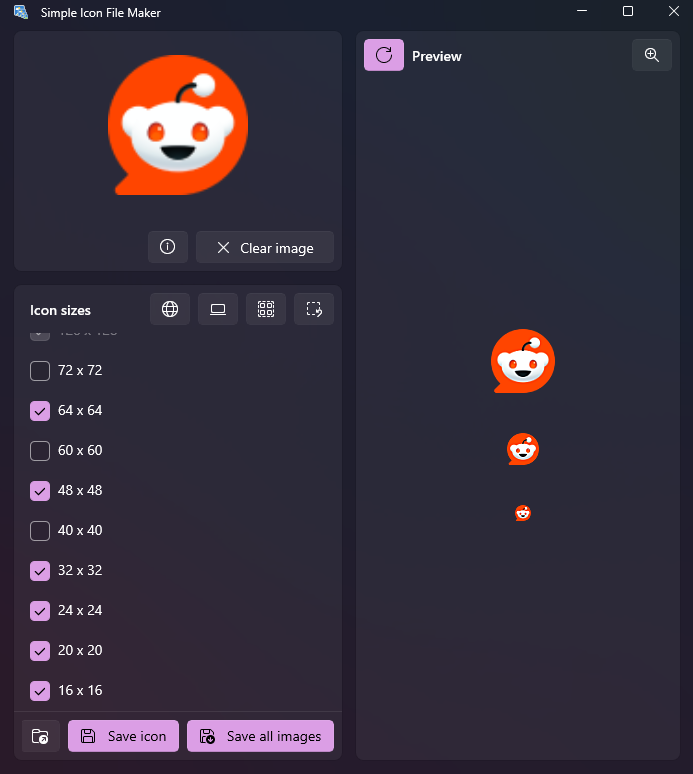 Simple Icon File Maker
Clear image
Icon sizes
72 x 72
64 x 64
60 x 60
48 x 48
40 x 40
32 x 32
24 x 24
20 x 20
16 x 16
Save icon
Save all images
Preview